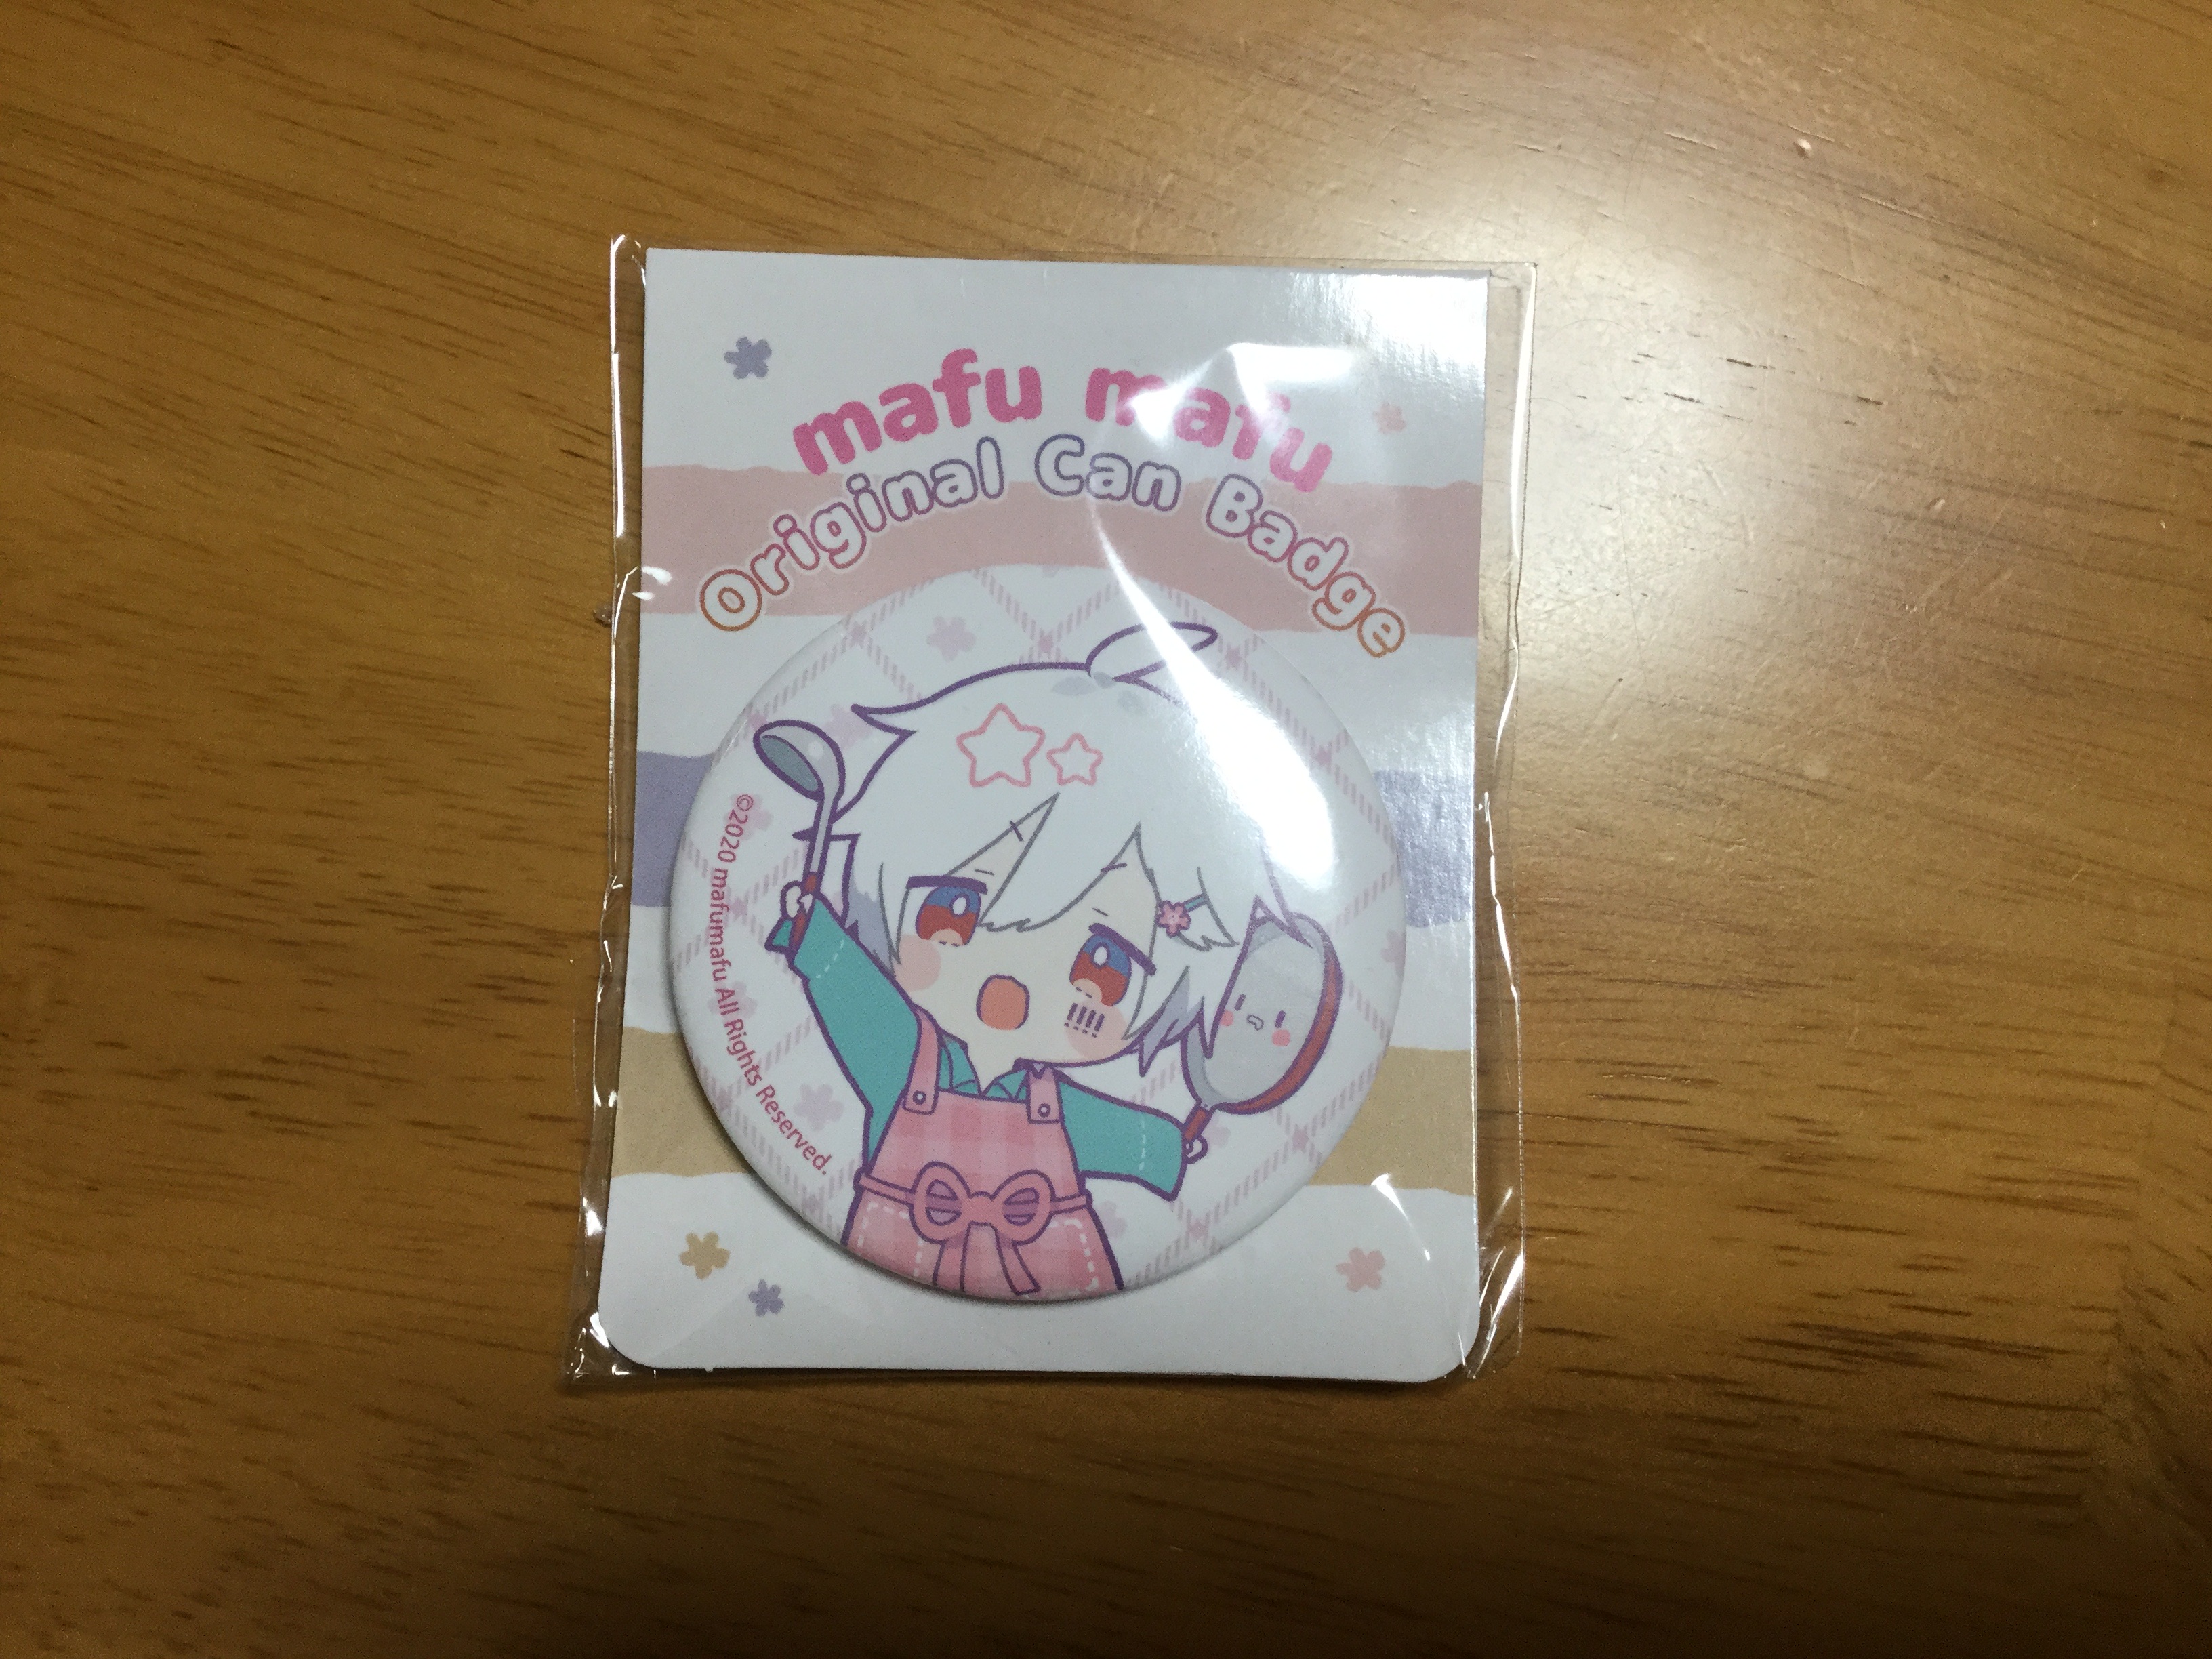 mafu mafu
Original Can Badge
©2020 mafumafu All Rights Reserved.